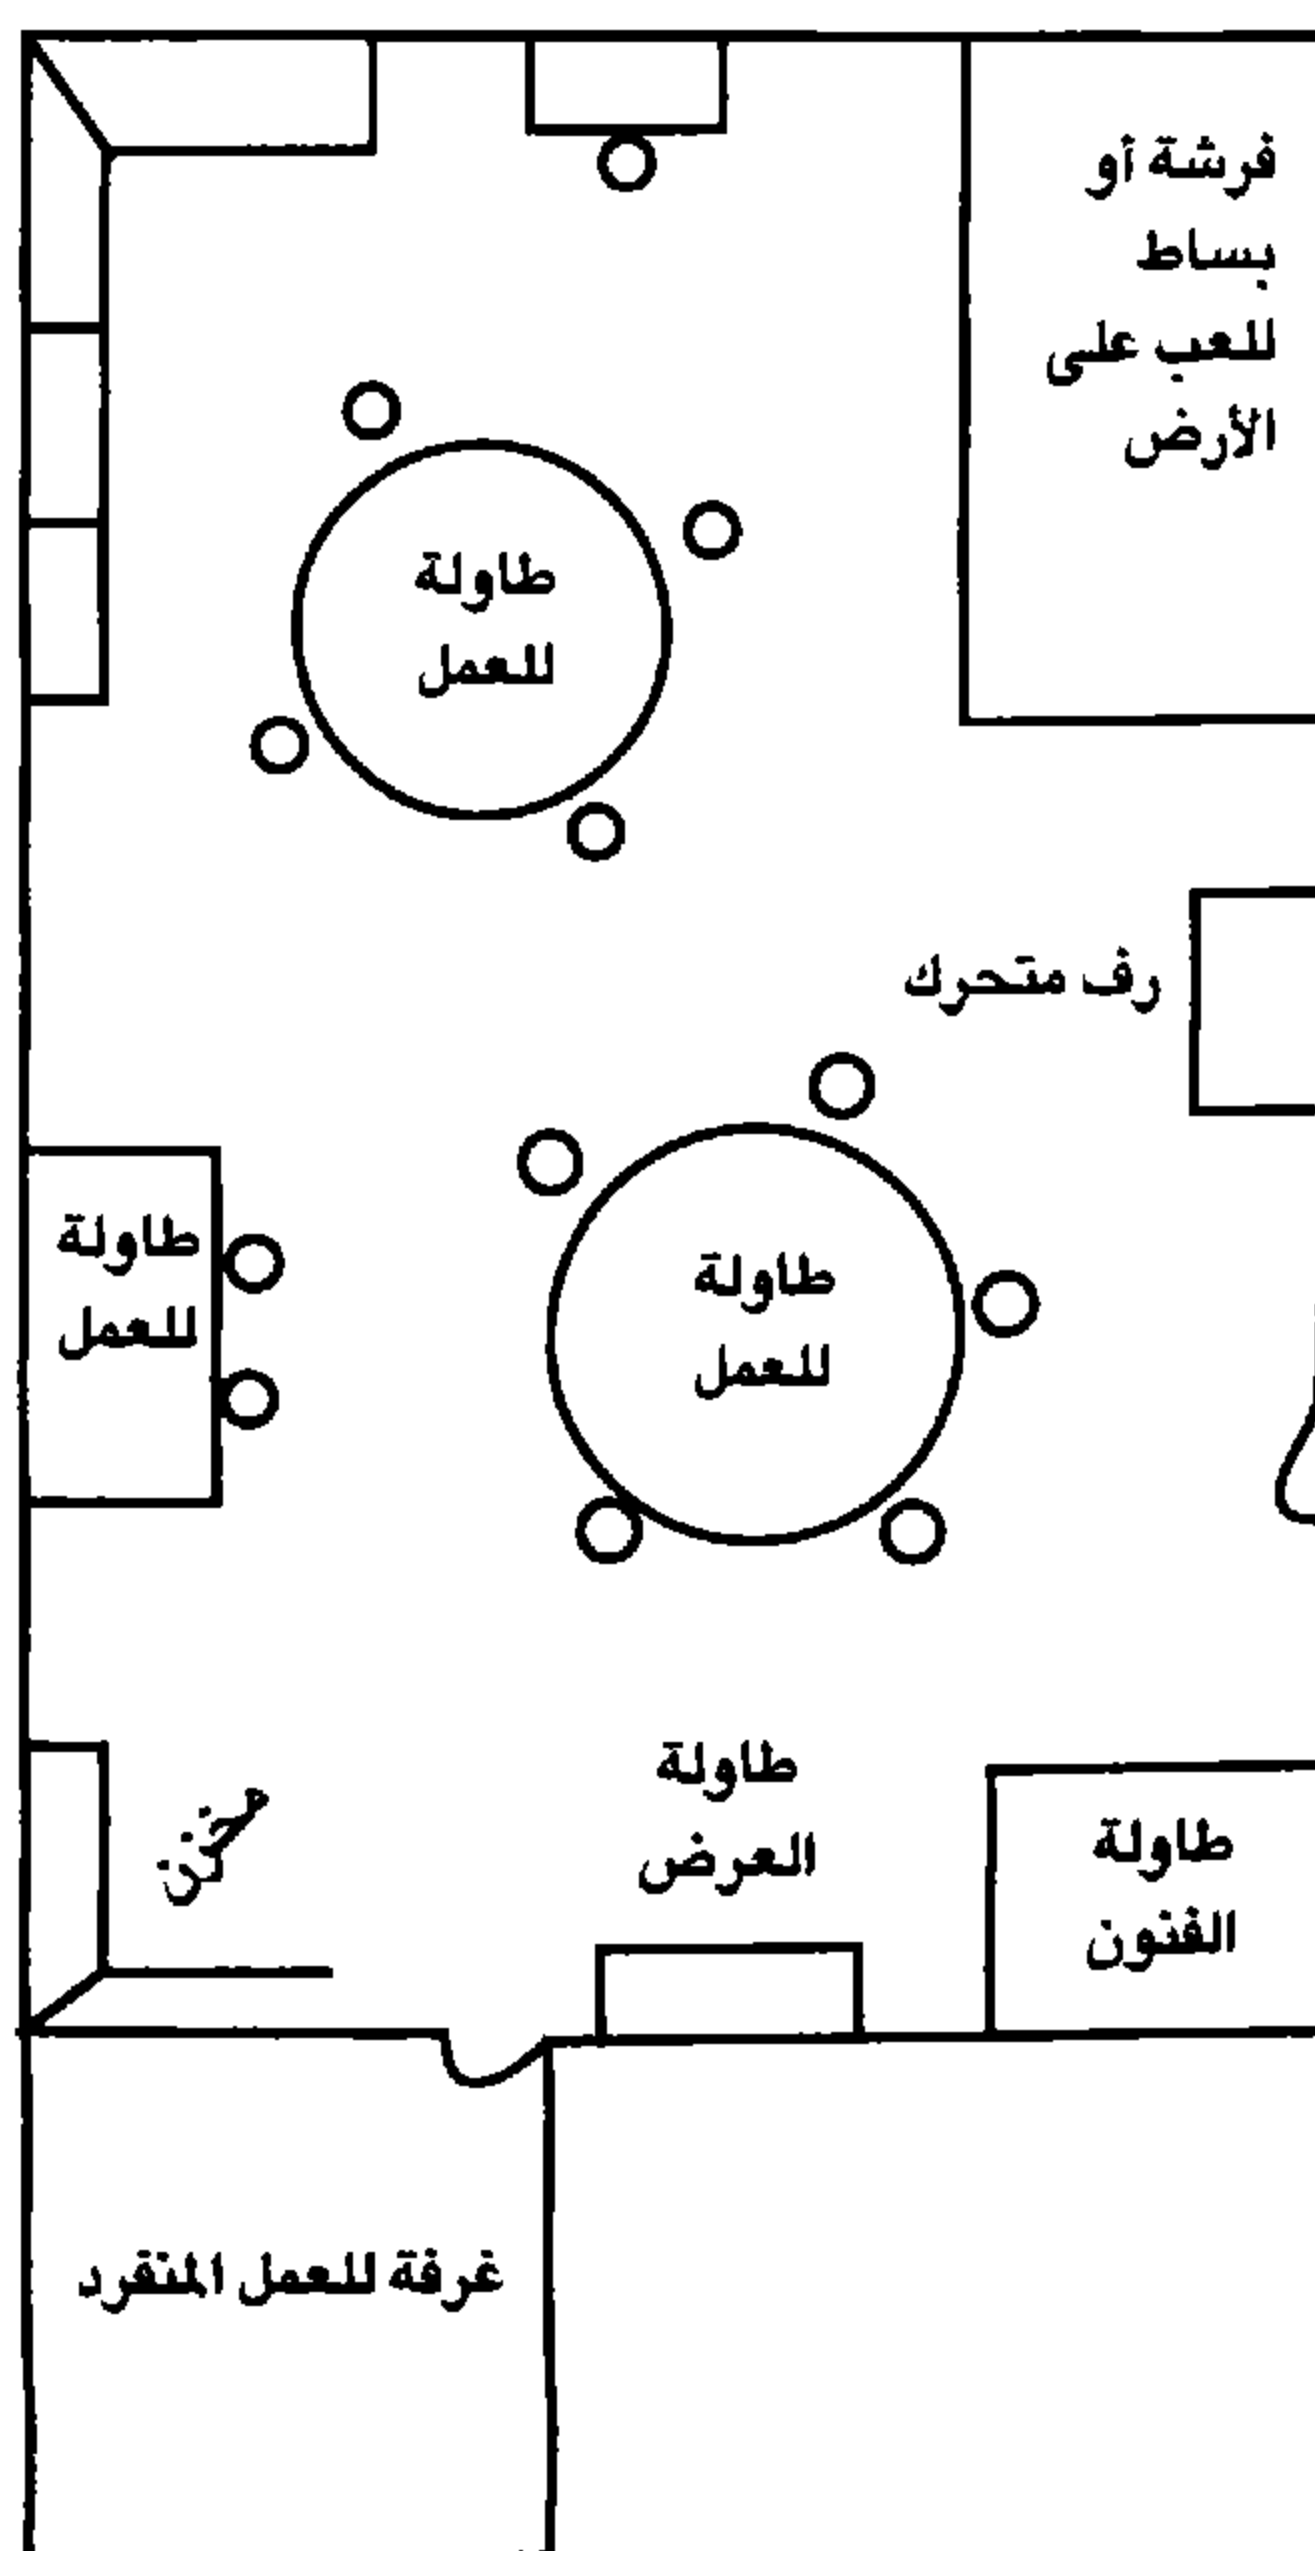 فرشة أو
بساط
للعب على
الأرض
طاولة
للعمل
رف متحرك
طاولة
للعمل
طاولة
للعمل
مخزن
طاولة
العرض
طاولة
الفنون
غرفة للعمل المنفرد